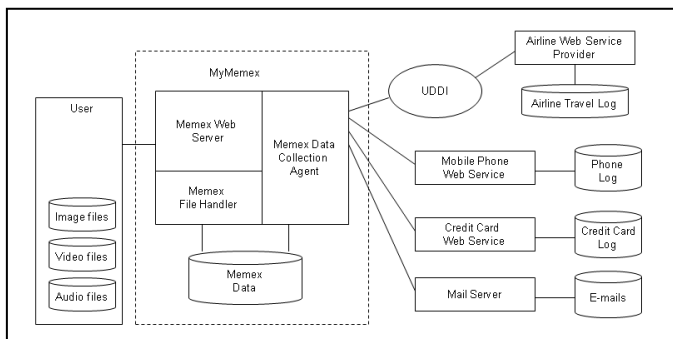 MyMemex
User
Image files
Video files
Audio files
Memex Web
Server
Memex
File Handler
Memex Data
Collection
Agent
Memex
Data
UDDI
Airline Web Service
Provider
Airline Travel Log
Mobile Phone
Web Service
Phone
Log
Credit Card
Web Service
Credit Card
Log
Mail Server
E-mails